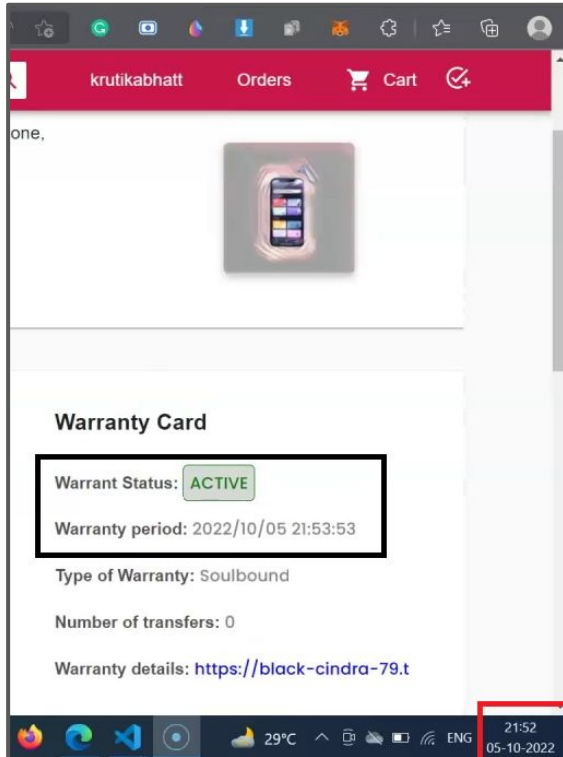 krutikabhatt Orders Cart
one,
Warranty Card
Warrant Status: ACTIVE
Warranty period: 2022/10/05 21:53:53
Type of Warranty: Soulbound
Number of transfers: 0
Warranty details: https://black-cindra-79.t
29°C ENG 21:52
05-10-2022